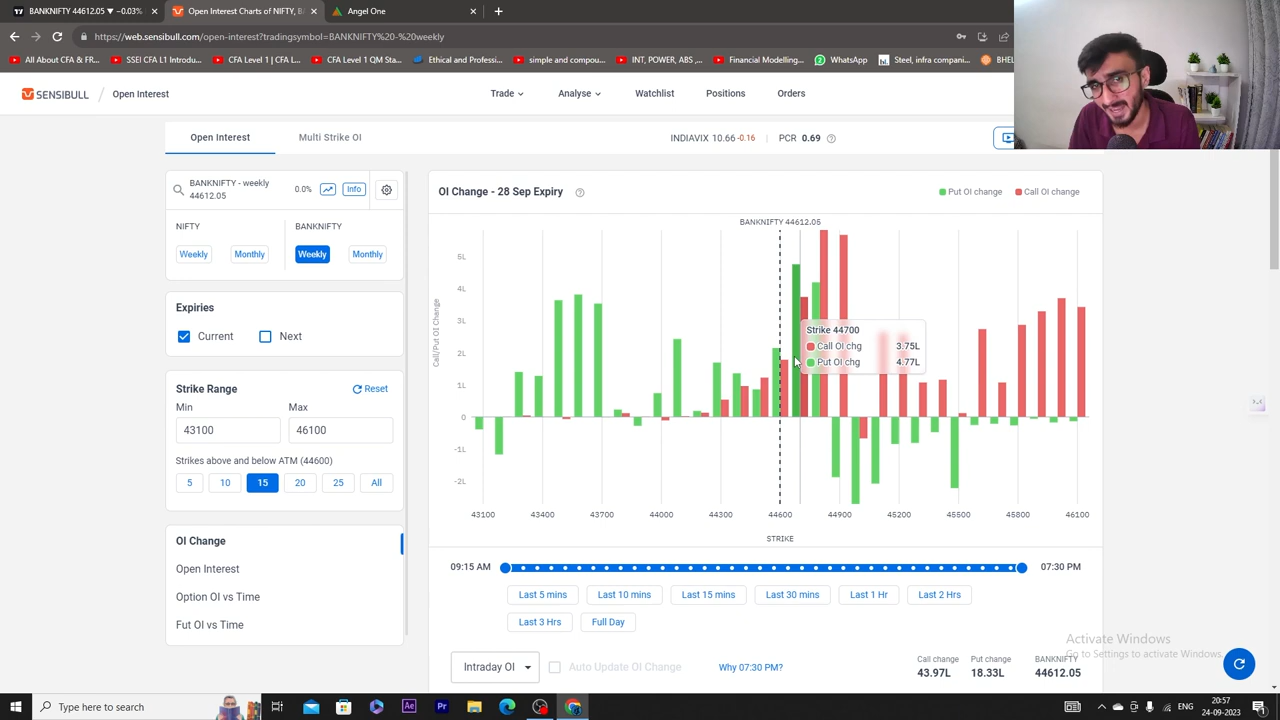 BANKNIFTY 44612.05 ▼ −0.03%
Open Interest of NIFTY, BANKNI
Angel One
https://web.sensibull.com/open-interest?tradingsymbol=BANKNIFTY%20-%20weekly
All About CFA & FR...
SSEI CFA L1 Introdu...
CFA Level 1 | CFA L...
CFA Level 1 QM Sta...
Ethical and Professi...
simple and compou...
INT, POWER, ABS ,...
Financial Modelling...
WhatsApp
Steel, infra compani...
BHEL
SENSIBULL / Open Interest
Trade
Analyse
Watchlist
Positions
Orders
Open Interest
Multi Strike OI
INDIAVIX 10.66 -0.16
PCR 0.69
BANKNIFTY - weekly
44612.05
0.0%
Info
NIFTY
BANKNIFTY
Weekly
Monthly
Weekly
Monthly
Expiries
Current
Next
Strike Range
Reset
Min
Max
43100
46100
Strikes above and below ATM (44600)
5
10
15
20
25
All
OI Change
Open Interest
Option OI vs Time
Fut OI vs Time
OI Change - 28 Sep Expiry
Put OI change
Call OI change
BANKNIFTY 44612.05
Call/Put OI Change
5L
4L
3L
2L
1L
0
-1L
-2L
Strike 44700
Call OI chg 3.75L
Put OI chg 4.77L
43100
43400
43700
44000
44300
44600
44900
45200
45500
45800
46100
STRIKE
09:15 AM
07:30 PM
Last 5 mins
Last 10 mins
Last 15 mins
Last 30 mins
Last 1 Hr
Last 2 Hrs
Last 3 Hrs
Full Day
Intraday OI
Auto Update OI Change
Why 07:30 PM?
Call change
43.97L
Put change
18.33L
BANKNIFTY
44612.05
Activate Windows
Go to Settings to activate Windows.
Type here to search
20:57
24-09-2023